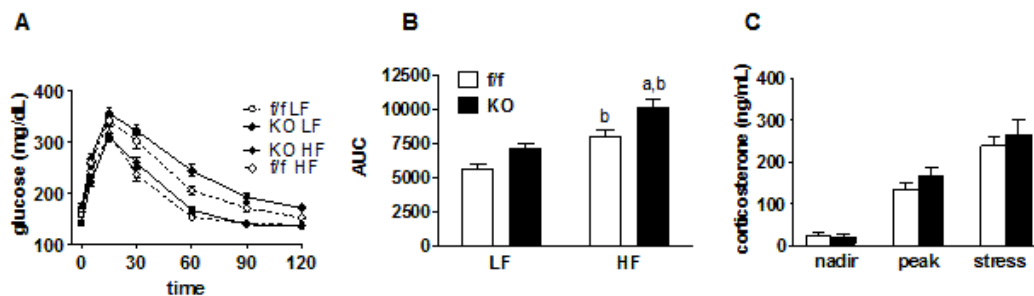 A
glucose (mg/dL)
400
300
200
100
0
30
60
90
120
time
f/f LF
KO LF
KO HF
f/f HF
B
AUC
12500
10000
7500
5000
2500
0
f/f
KO
b
a,b
LF
HF
C
corticosterone (ng/mL)
400
300
200
100
0
nadir
peak
stress